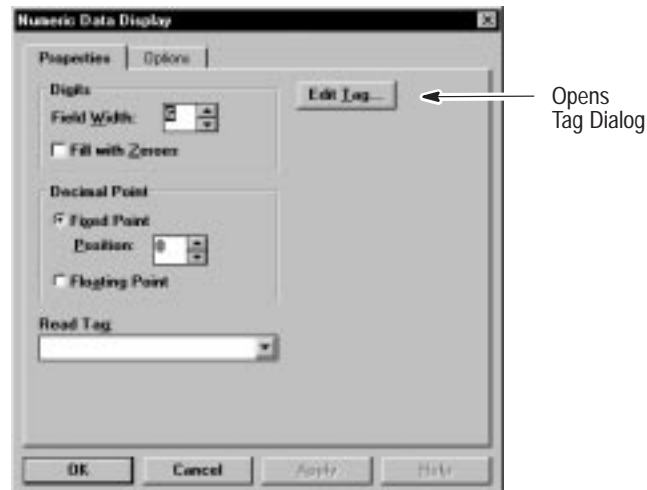 Numeric Data Display
Properties
Options
Digits
Field Width:
Fill with Zeroes
Edit Tag...
Opens
Tag Dialog
Decimal Point
Fixed Point
Position:
0
Floating Point
Read Tag:
OK
Cancel
Apply
Help